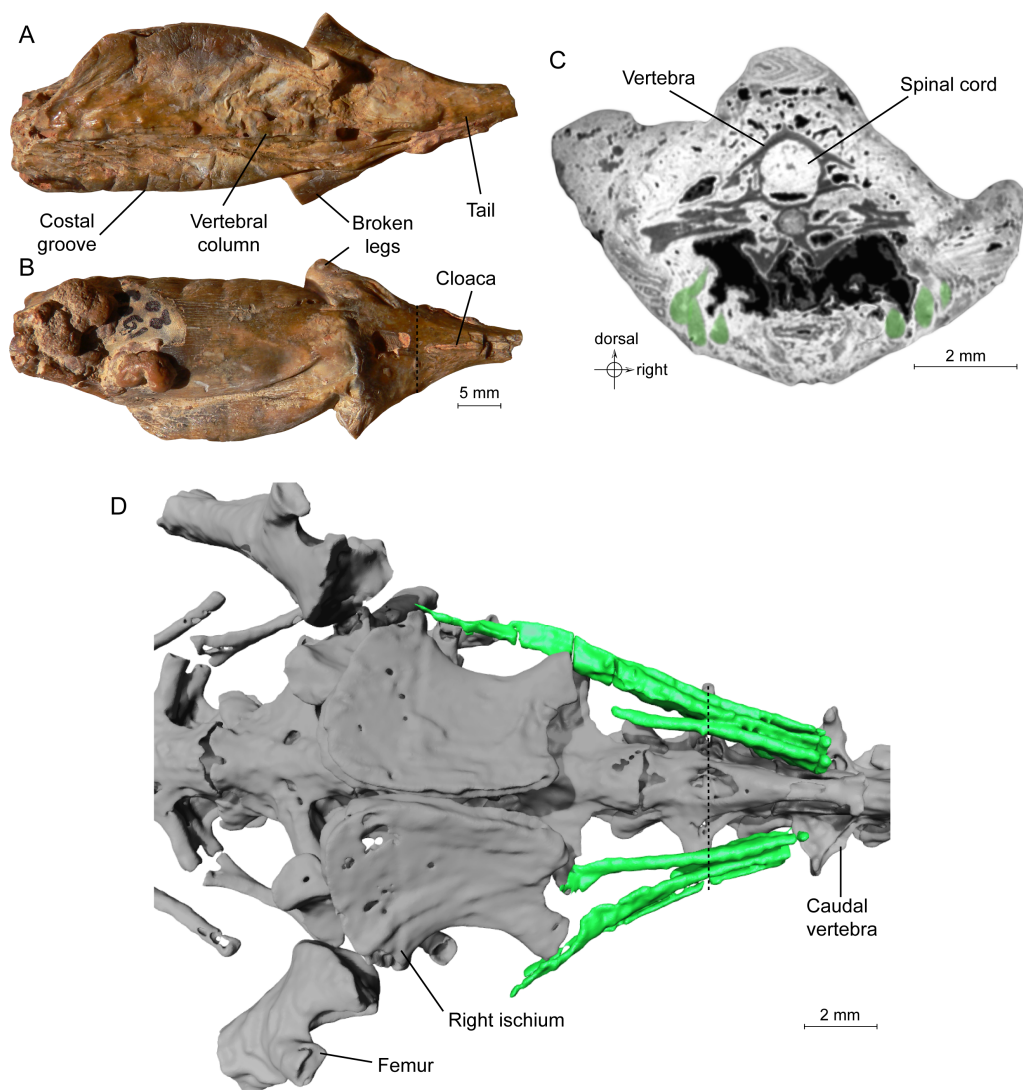 A
Costal
groove
Vertebral
column
Broken
legs
Tail
B
Cloaca
5 mm
C
Vertebra
Spinal cord
dorsal
right
2 mm
D
Caudal
vertebra
Right ischium
Femur
2 mm